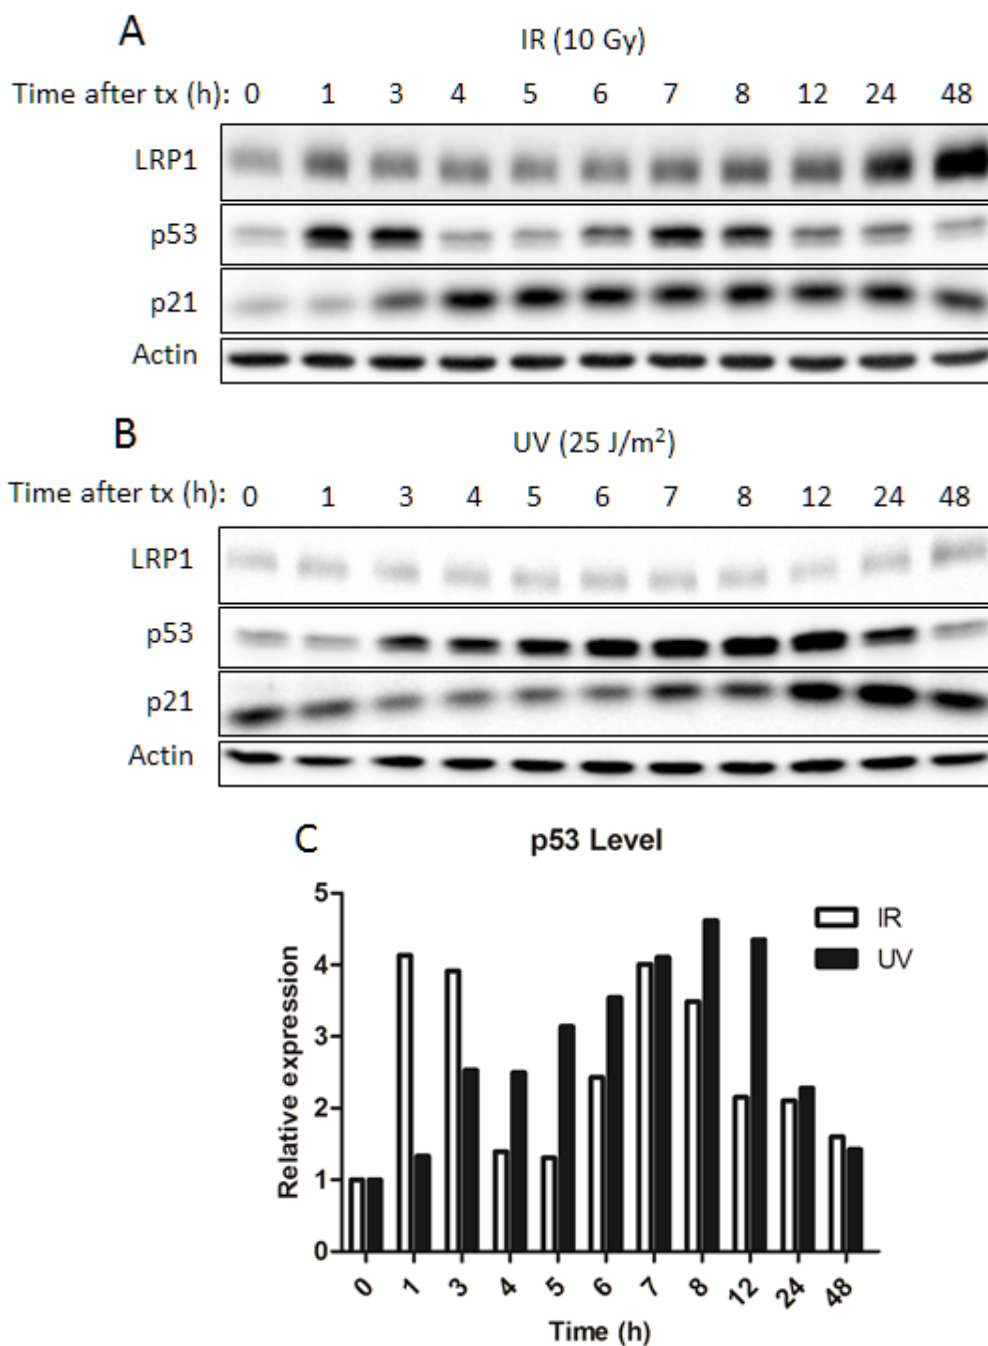 A
IR (10 Gy)
Time after tx (h): 0 1 3 4 5 6 7 8 12 24 48
LRP1
p53
p21
Actin
B
UV (25 J/m²)
Time after tx (h): 0 1 3 4 5 6 7 8 12 24 48
LRP1
p53
p21
Actin
C
p53 Level
5
4
3
2
1
0
Relative expression
IR
UV
0 1 3 4 5 6 7 8 12 24 48
Time (h)